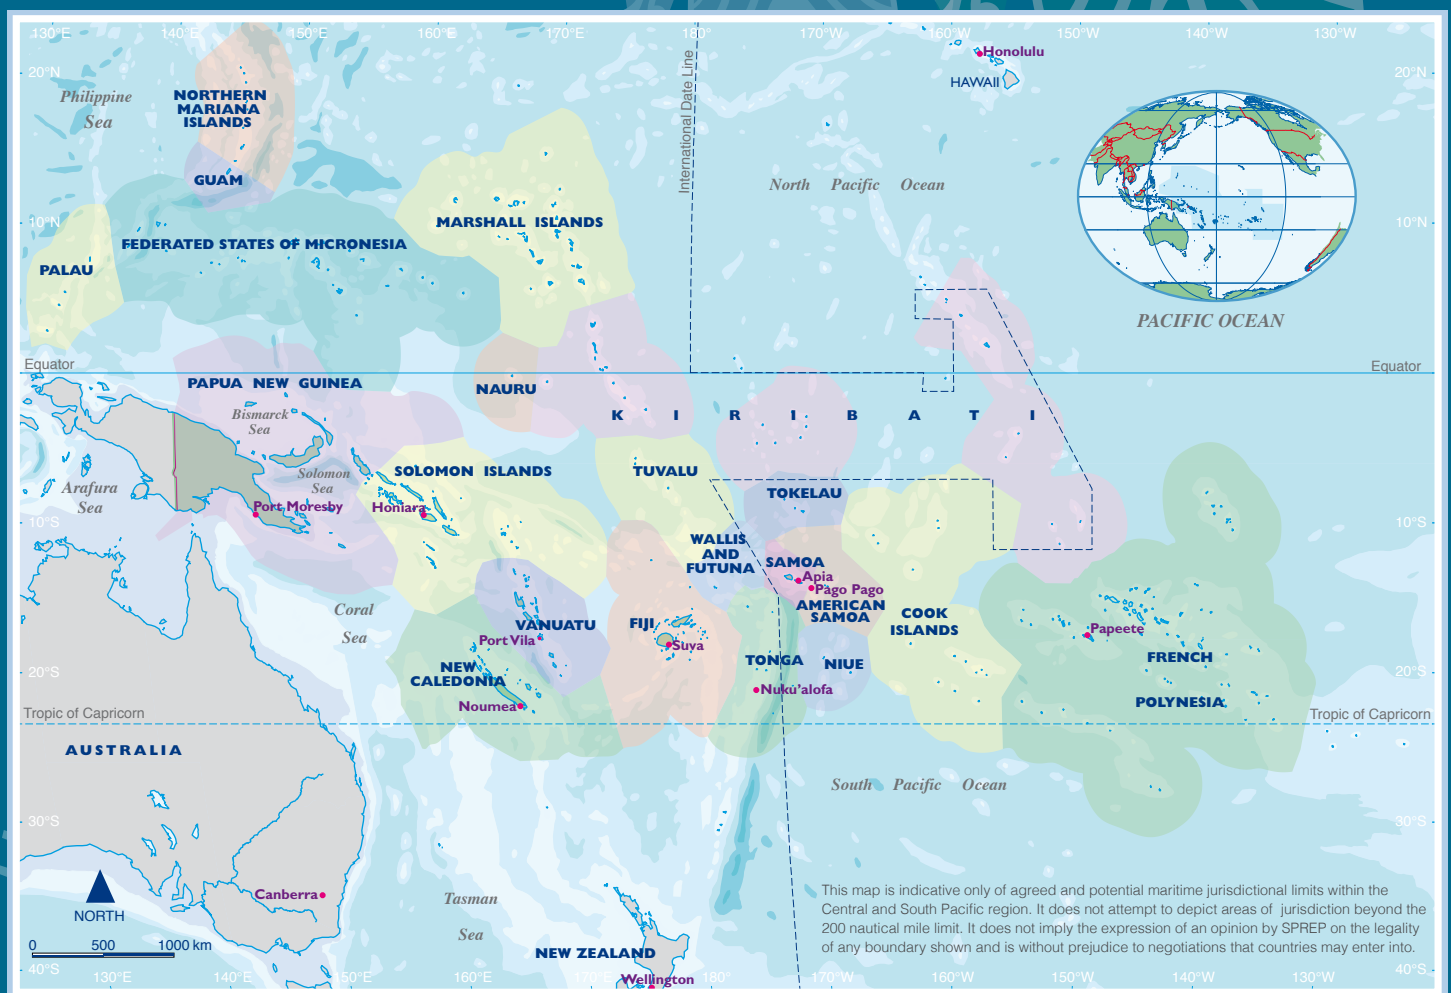 130°E 140°E 150°E 160°E 170°E 180° 170°W 160°W 150°W 140°W 130°W
Honolulu
HAWAII
20°N
20°N
International Date Line
Philippine
Sea
NORTHERN
MARIANA
ISLANDS
GUAM
North Pacific Ocean
10°N
10°N
MARSHALL ISLANDS
FEDERATED STATES OF MICRONESIA
PALAU
PACIFIC OCEAN
Equator
Equator
PAPUA NEW GUINEA
NAURU
Bismarck
Sea
KIRIBATI
SOLOMON ISLANDS
TUVALU
Solomon
Sea
Arafura
Sea
TOKELAU
Port Moresby
Honiara
10°S
10°S
WALLIS
AND
FUTUNA
SAMOA
Apia
Pago Pago
AMERICAN
SAMOA
COOK
ISLANDS
Coral
Sea
VANUATU
Port Vila
FIJI
Suva
Papeete
FRENCH
POLYNESIA
NEW
CALEDONIA
TONGA
NIUE
20°S
20°S
Nuku'alofa
Noumea
Tropic of Capricorn
Tropic of Capricorn
AUSTRALIA
South Pacific Ocean
30°S
30°S
Canberra
Tasman
Sea
NORTH
0 500 1000 km
NEW ZEALAND
Wellington
This map is indicative only of agreed and potential maritime jurisdictional limits within the
Central and South Pacific region. It does not attempt to depict areas of jurisdiction beyond the
200 nautical mile limit. It does not imply the expression of an opinion by SPREP on the legality
of any boundary shown and is without prejudice to negotiations that countries may enter into.
40°S
40°S
130°E 140°E 150°E 160°E 170°E 180° 170°W 160°W 150°W 140°W 130°W